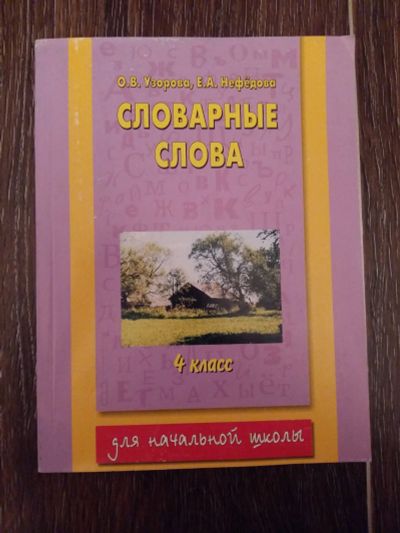 О.В. Узорова, Е.А. Нефёдова
СЛОВАРНЫЕ
СЛОВА
4 класс
для начальной школы